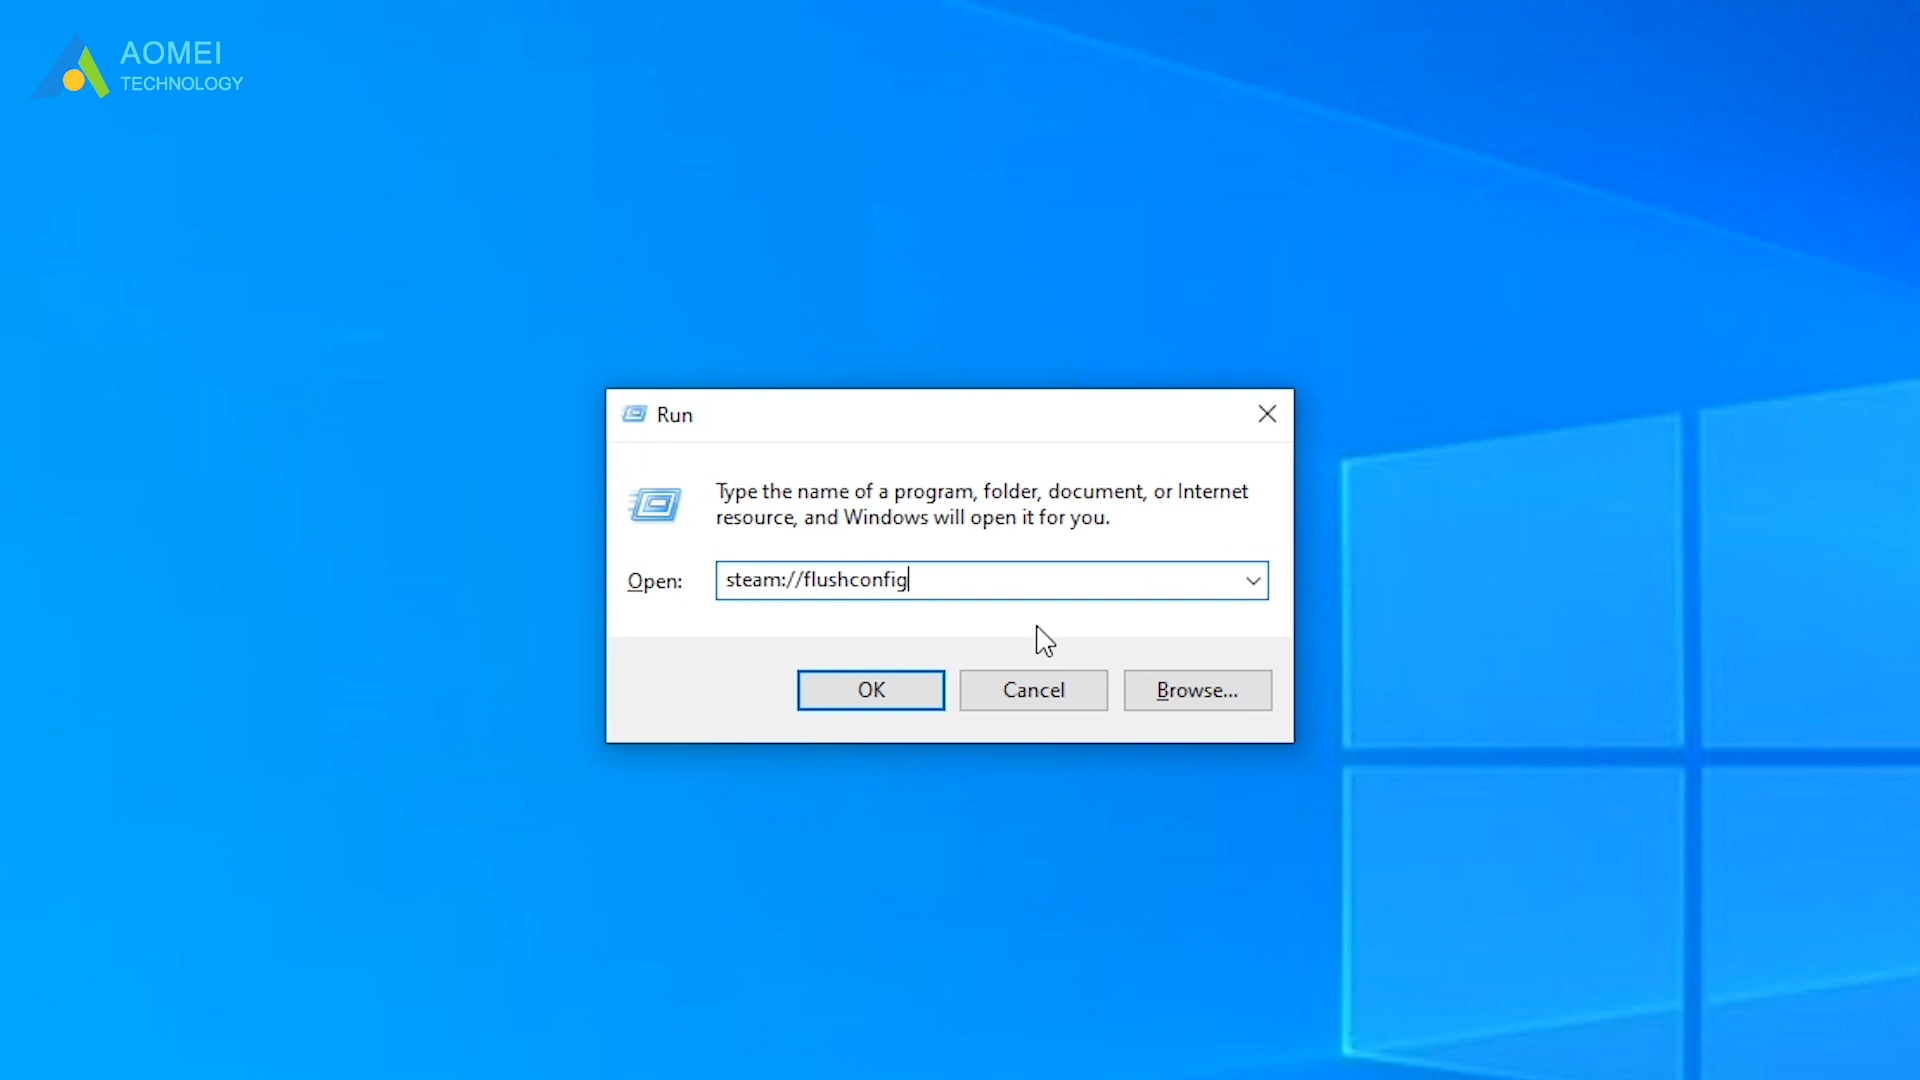 AOMEI
TECHNOLOGY
Run
Type the name of a program, folder, document, or Internet
resource, and Windows will open it for you.
Open: steam://flushconfig
OK Cancel Browse...